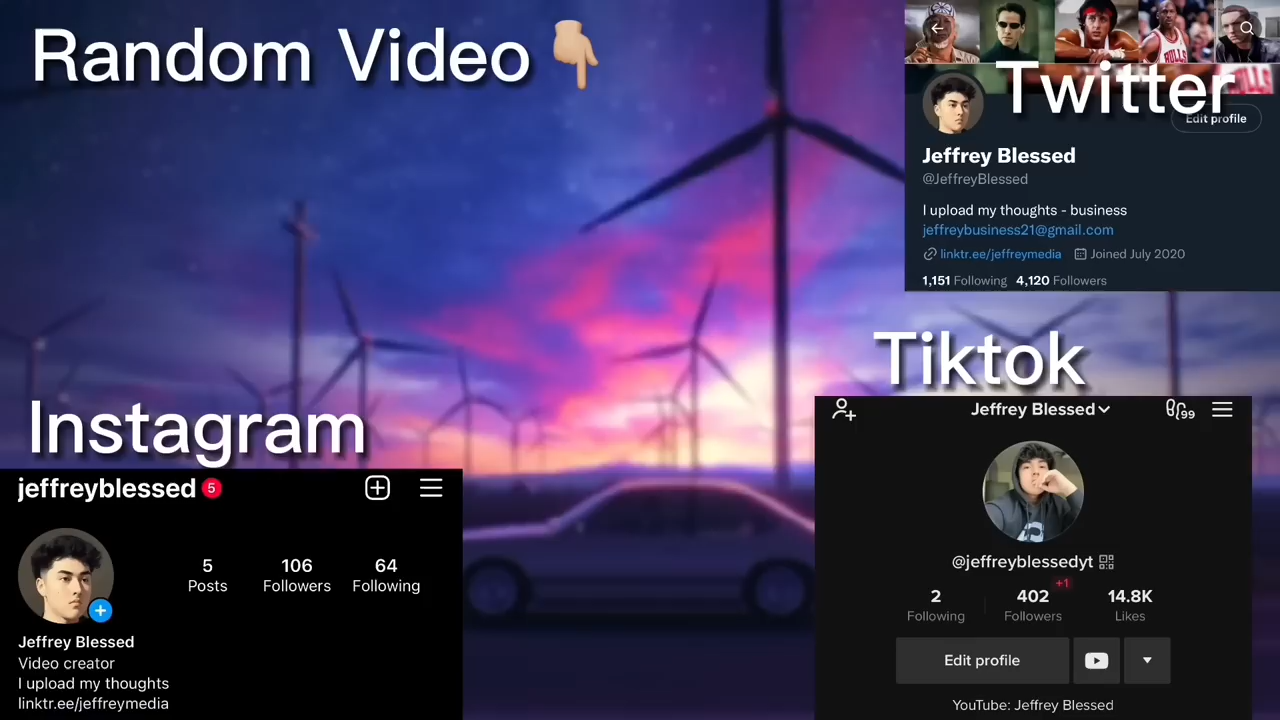 Random Video
Twitter
Edit profile
Jeffrey Blessed
@JeffreyBlessed
I upload my thoughts - business
jeffreybusiness21@gmail.com
linktr.ee/jeffreymedia Joined July 2020
1,151 Following 4,120 Followers
Tiktok
Jeffrey Blessed
99
@jeffreyblessedyt
+1
2 402 14.8K
Following Followers Likes
Edit profile
YouTube: Jeffrey Blessed
Instagram
jeffreyblessed 5
5 106 64
Posts Followers Following
Jeffrey Blessed
Video creator
I upload my thoughts
linktr.ee/jeffreymedia